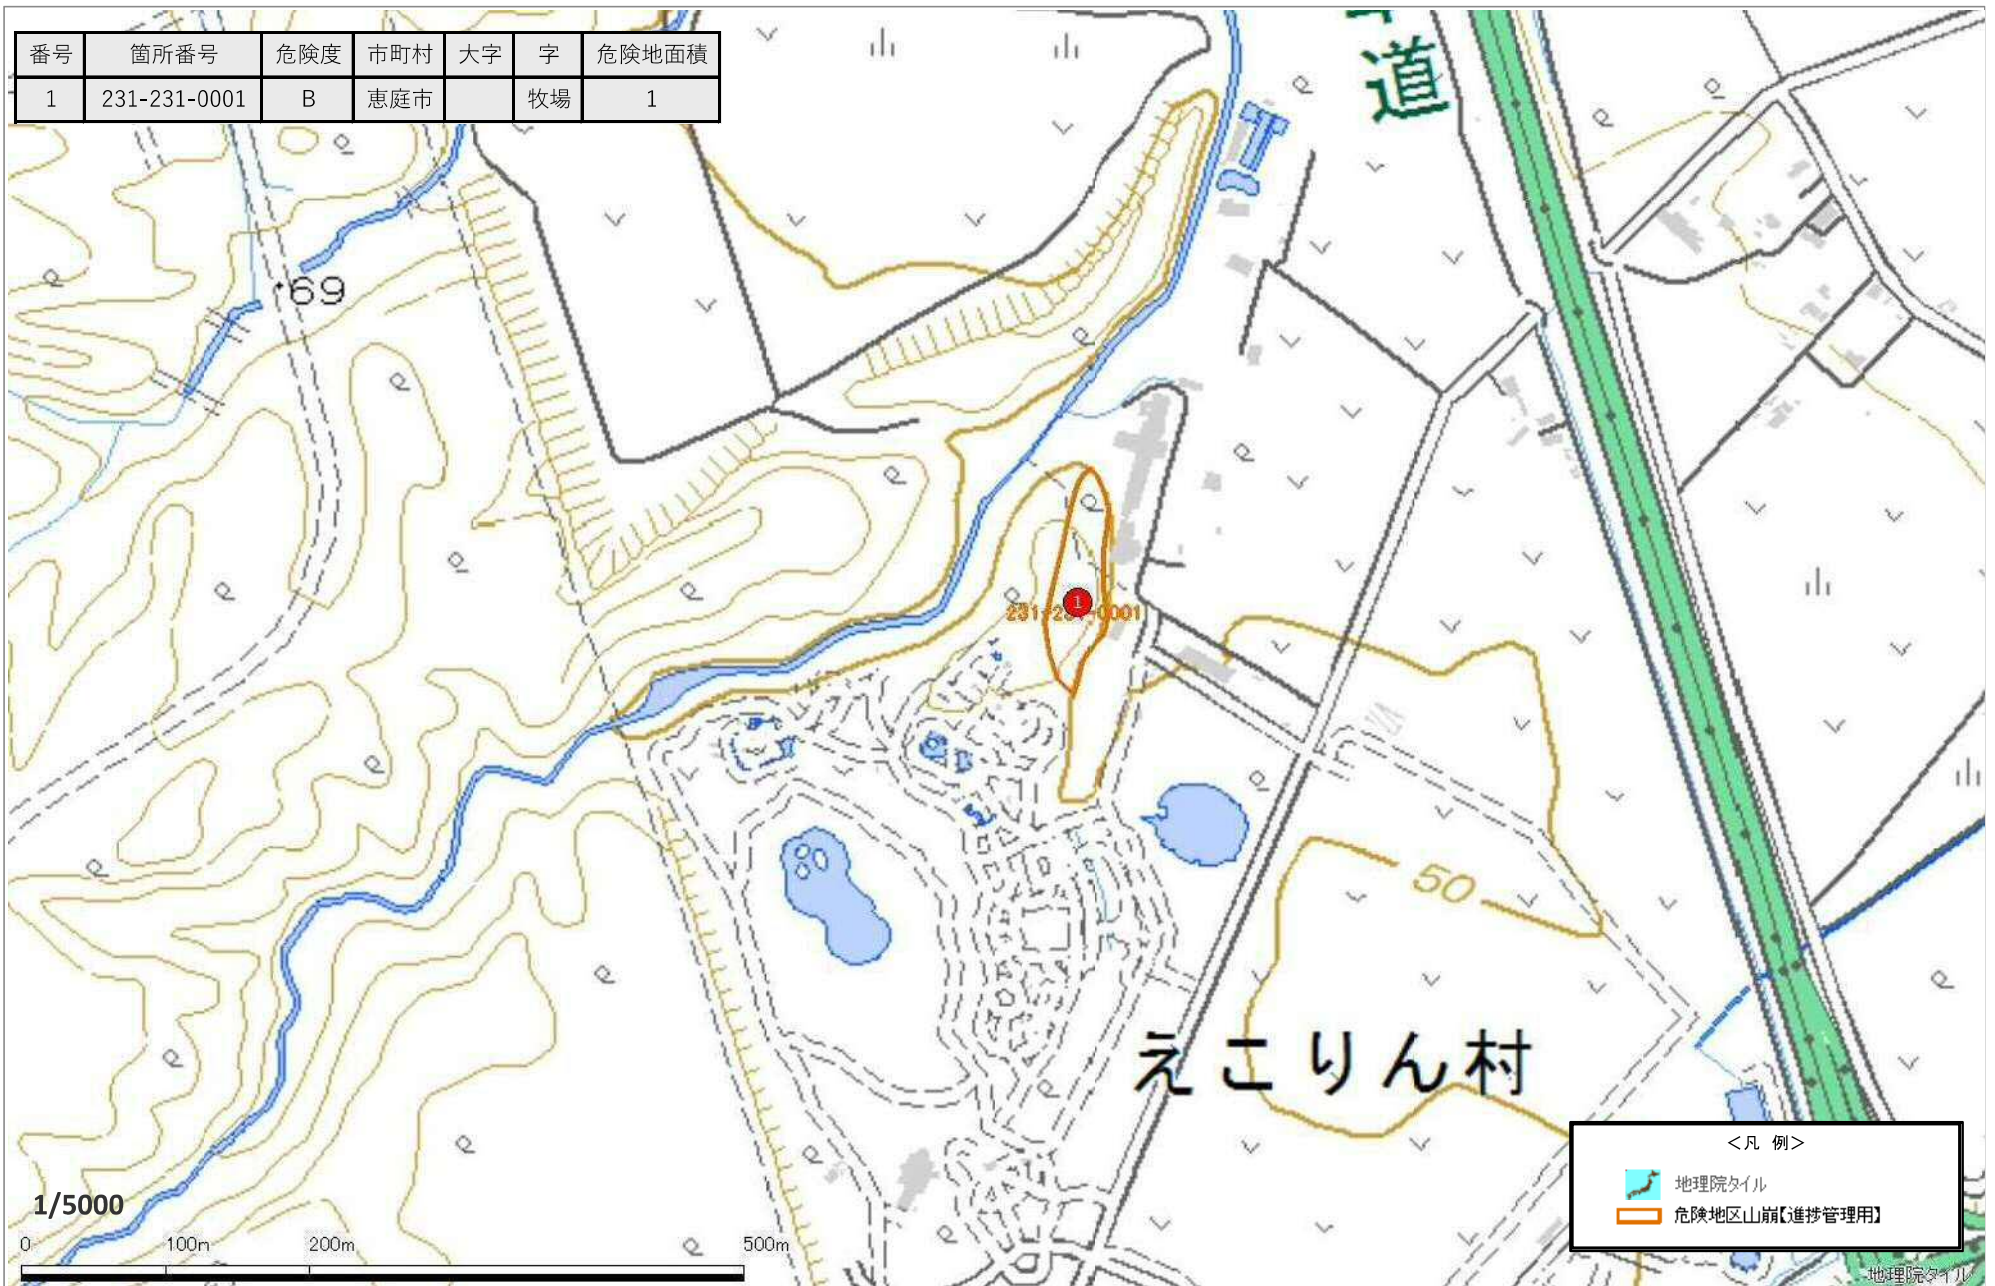 番号 箇所番号 危険度 市町村 大字 字 危険地面積
1 231-231-0001 B 恵庭市 牧場 1
道
69
1
えこりん村
50
<凡 例>
地理院タイル
危険地区山崩【進捗管理用】
1/5000
0 100m 200m 500m
地理院タイル